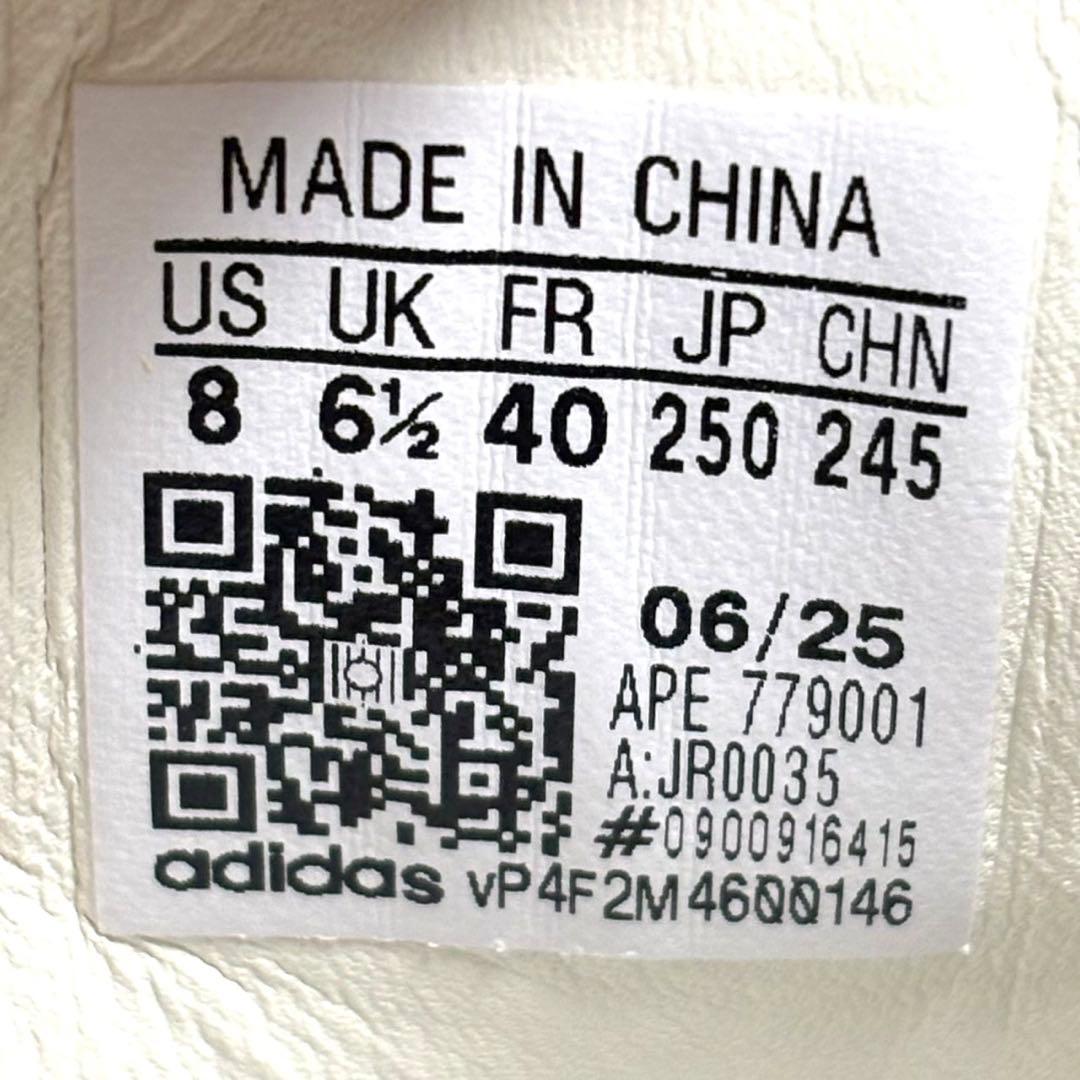 MADE IN CHINA
US UK FR JP CHN
8 6½ 40 250 245
06/25
APE 779001
A:JR0035
#0900916415
adidas vP4F2M4600146